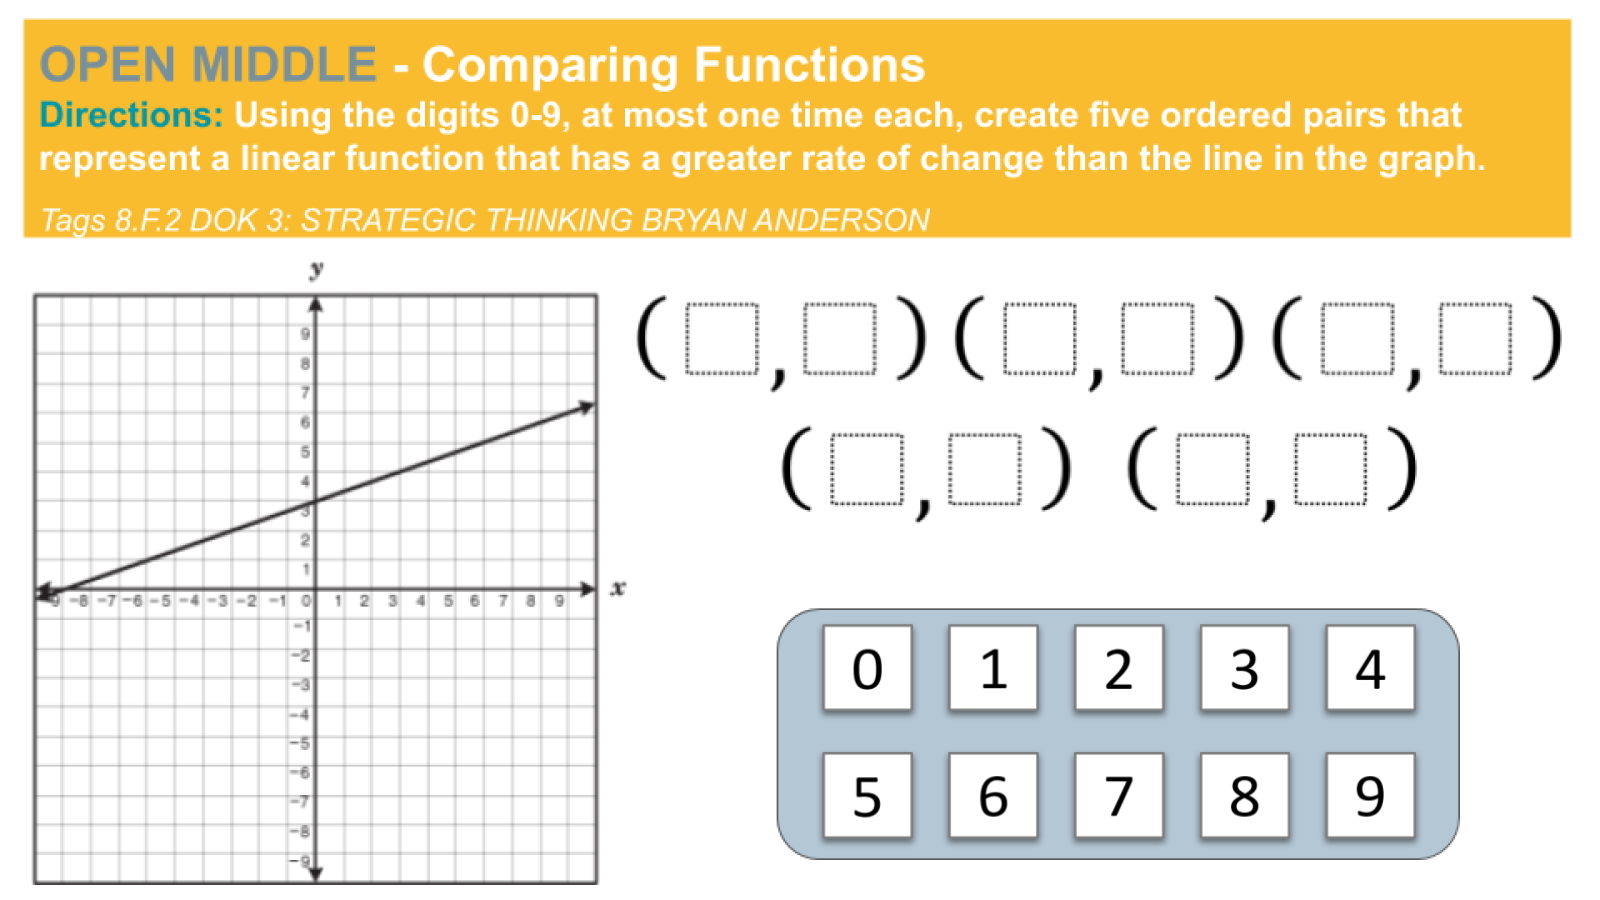 OPEN MIDDLE - Comparing Functions
Directions: Using the digits 0-9, at most one time each, create five ordered pairs that
represent a linear function that has a greater rate of change than the line in the graph.
Tags 8.F.2 DOK 3: STRATEGIC THINKING BRYAN ANDERSON
y
9
8
7
6
5
4
3
2
1
-9 -8 -7 -6 -5 -4 -3 -2 -1 0 1 2 3 4 5 6 7 8 9 x
-1
-2
-3
-4
-5
-6
-7
-8
-9
( , ) ( , ) ( , )
( , ) ( , )
0 1 2 3 4
5 6 7 8 9